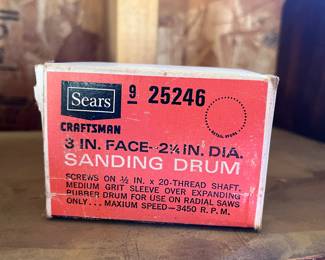 Sears
9 25246
CRAFTSMAN
3 IN. FACE--2¼ IN. DIA.
SANDING DRUM
SCREWS ON ½ IN. x 20-THREAD SHAFT.
MEDIUM GRIT SLEEVE OVER EXPANDING
RUBBER DRUM FOR USE ON RADIAL SAWS
ONLY... MAXIUM SPEED—3450 R.P.M.